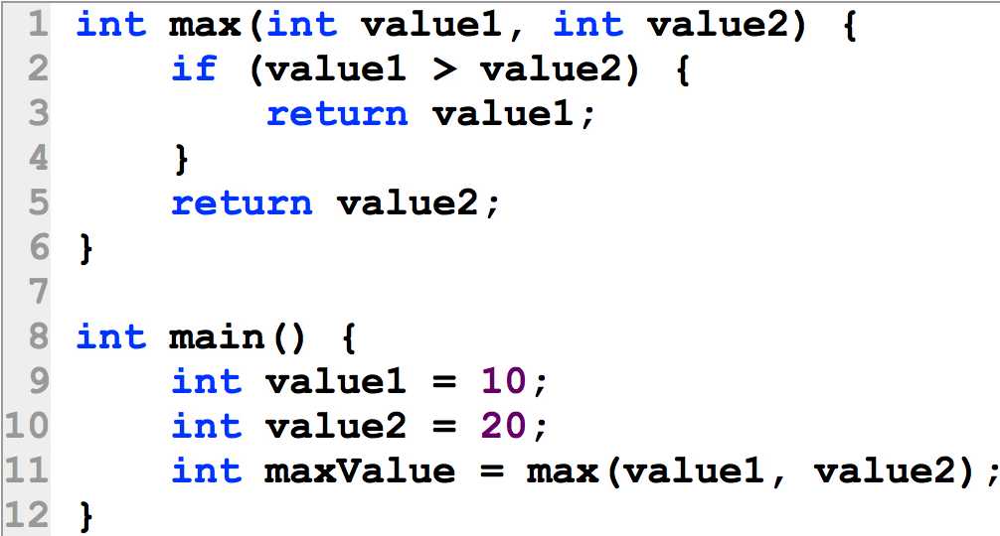 1 int max(int value1, int value2) {
2     if (value1 > value2) {
3         return value1;
4     }
5     return value2;
6 }
7
8 int main() {
9     int value1 = 10;
10     int value2 = 20;
11     int maxValue = max(value1, value2);
12 }